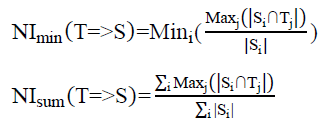 NI_min(T=>S)=Min_i(Max_j(|S_i∩T_j|)/|S_i|)
NI_sum(T=>S)=∑_i Max_j(|S_i∩T_j|)/∑_i|S_i|